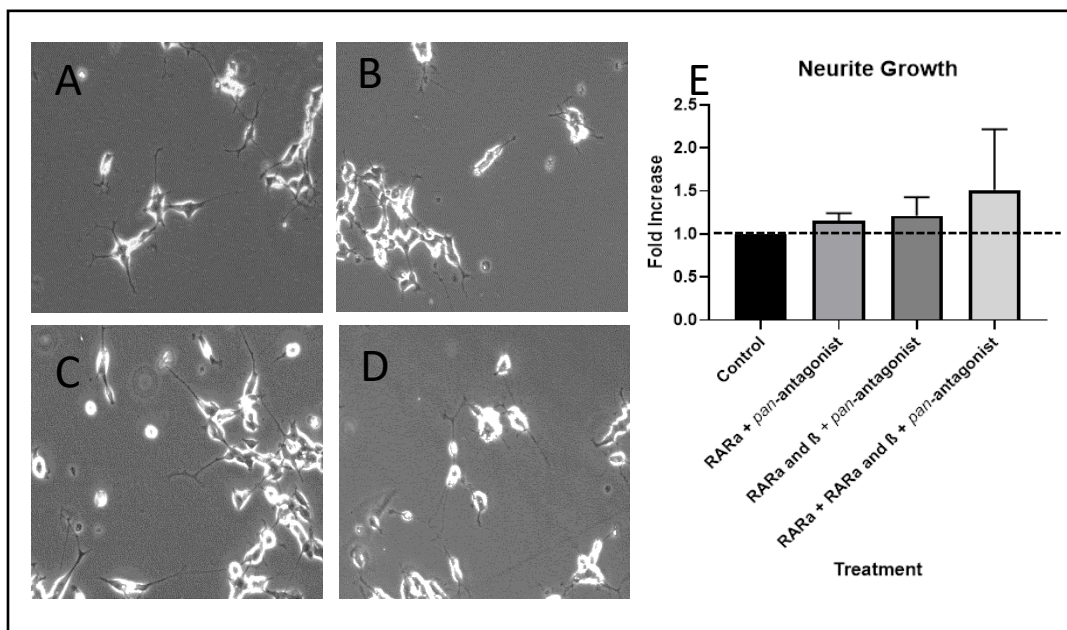 A
B
C
D
E
Neurite Growth
Fold Increase
2.5
2.0
1.5
1.0
0.5
0.0
Control
RARa + pan-antagonist
RARa and ß + pan-antagonist
RARa + RARa and ß + pan-antagonist
Treatment